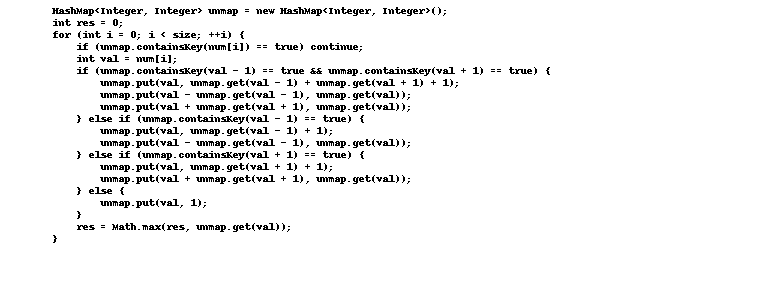 HashMap<Integer, Integer> unmap = new HashMap<Integer, Integer>();
int res = 0;
for (int i = 0; i < size; ++i) {
if (unmap.containsKey(num[i]) == true) continue;
int val = num[i];
if (unmap.containsKey(val - 1) == true && unmap.containsKey(val + 1) == true) {
unmap.put(val, unmap.get(val - 1) + unmap.get(val + 1) + 1);
unmap.put(val - unmap.get(val - 1), unmap.get(val));
unmap.put(val + unmap.get(val + 1), unmap.get(val));
} else if (unmap.containsKey(val - 1) == true) {
unmap.put(val, unmap.get(val - 1) + 1);
unmap.put(val - unmap.get(val - 1), unmap.get(val));
} else if (unmap.containsKey(val + 1) == true) {
unmap.put(val, unmap.get(val + 1) + 1);
unmap.put(val + unmap.get(val + 1), unmap.get(val));
} else {
unmap.put(val, 1);
}
res = Math.max(res, unmap.get(val));
}